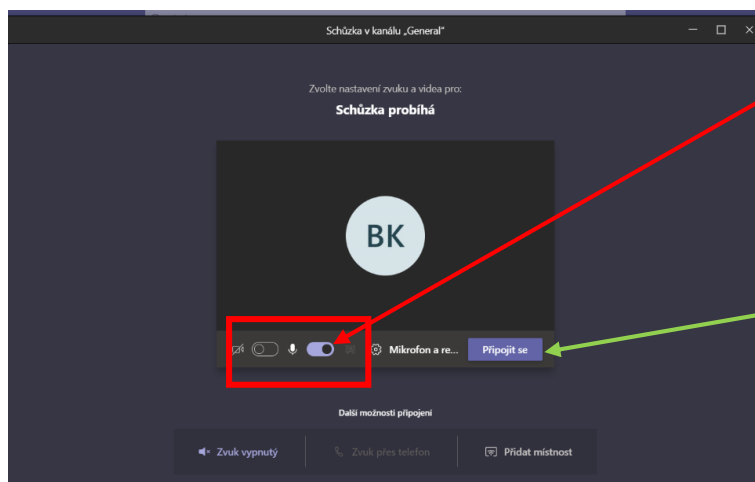 Schůzka v kanálu „General"
Zvolte nastavení zvuku a videa pro:
Schůzka probíhá
BK
Mikrofon a re...
Připojit se
Další možnosti připojení
Zvuk vypnutý
Zvuk přes telefon
Přidat místnost